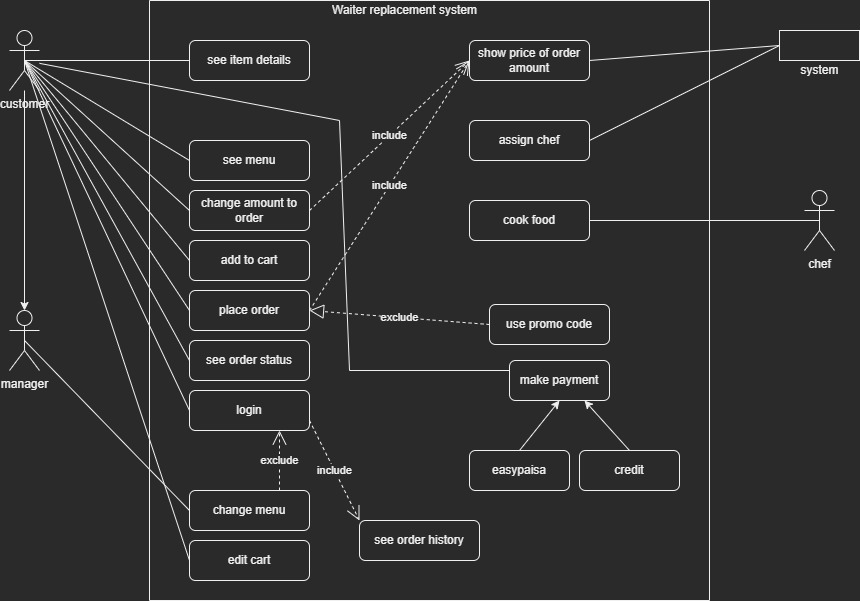 Waiter replacement system
customer
see item details
show price of order
amount
system
include
assign chef
see menu
include
change amount to
order
cook food
chef
add to cart
place order
exclude
use promo code
manager
see order status
make payment
login
exclude
include
easypaisa
credit
change menu
see order history
edit cart